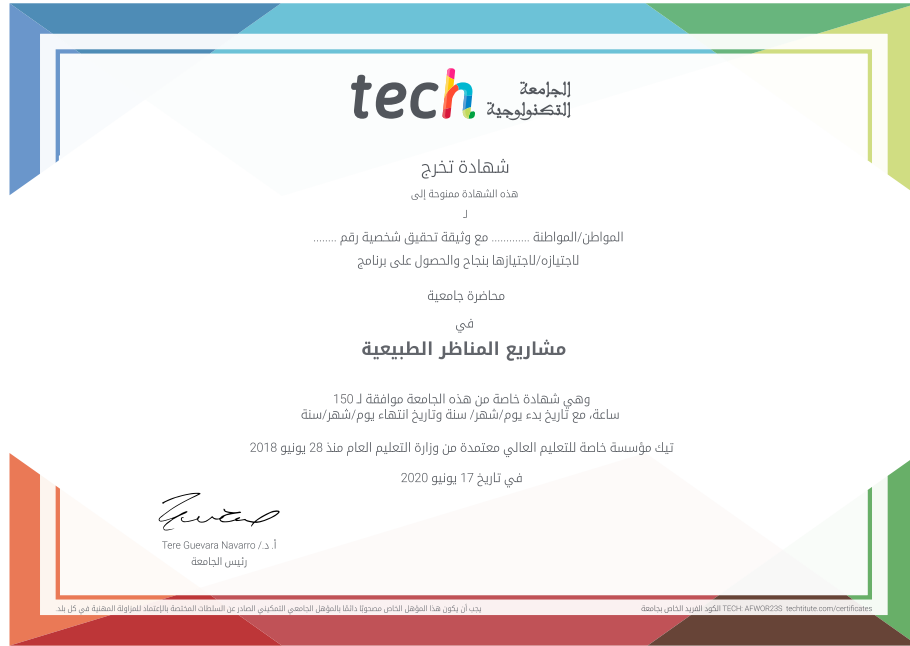 tech الجامعة
التكنولوجية
شهادة تخرج
هذه الشهادة ممنوحة إلى
لـ
المواطن/المواطنة ............ مع وثيقة تحقيق شخصية رقم ........
لاجتيازه/لاجتيازها بنجاح والحصول على برنامج
محاضرة جامعية
في
مشاريع المناظر الطبيعية
وهي شهادة خاصة من هذه الجامعة موافقة لـ 150
ساعة، مع تاريخ بدء يوم/شهر/ سنة وتاريخ انتهاء يوم/شهر/سنة
تيك مؤسسة خاصة للتعليم العالي معتمدة من وزارة التعليم العام منذ 28 يونيو 2018
في تاريخ 17 يونيو 2020
أ. د./ Tere Guevara Navarro
رئيس الجامعة
يجب أن يكون هذا المؤهل الخاص مصحوبًا دائمًا بالمؤهل الجامعي التمكيني الصادر عن السلطات المختصة بالإعتماد للمزاولة المهنية في كل بلد.
الكود الفريد الخاص بجامعة TECH: AFWOR23S techtitute.com/certificates